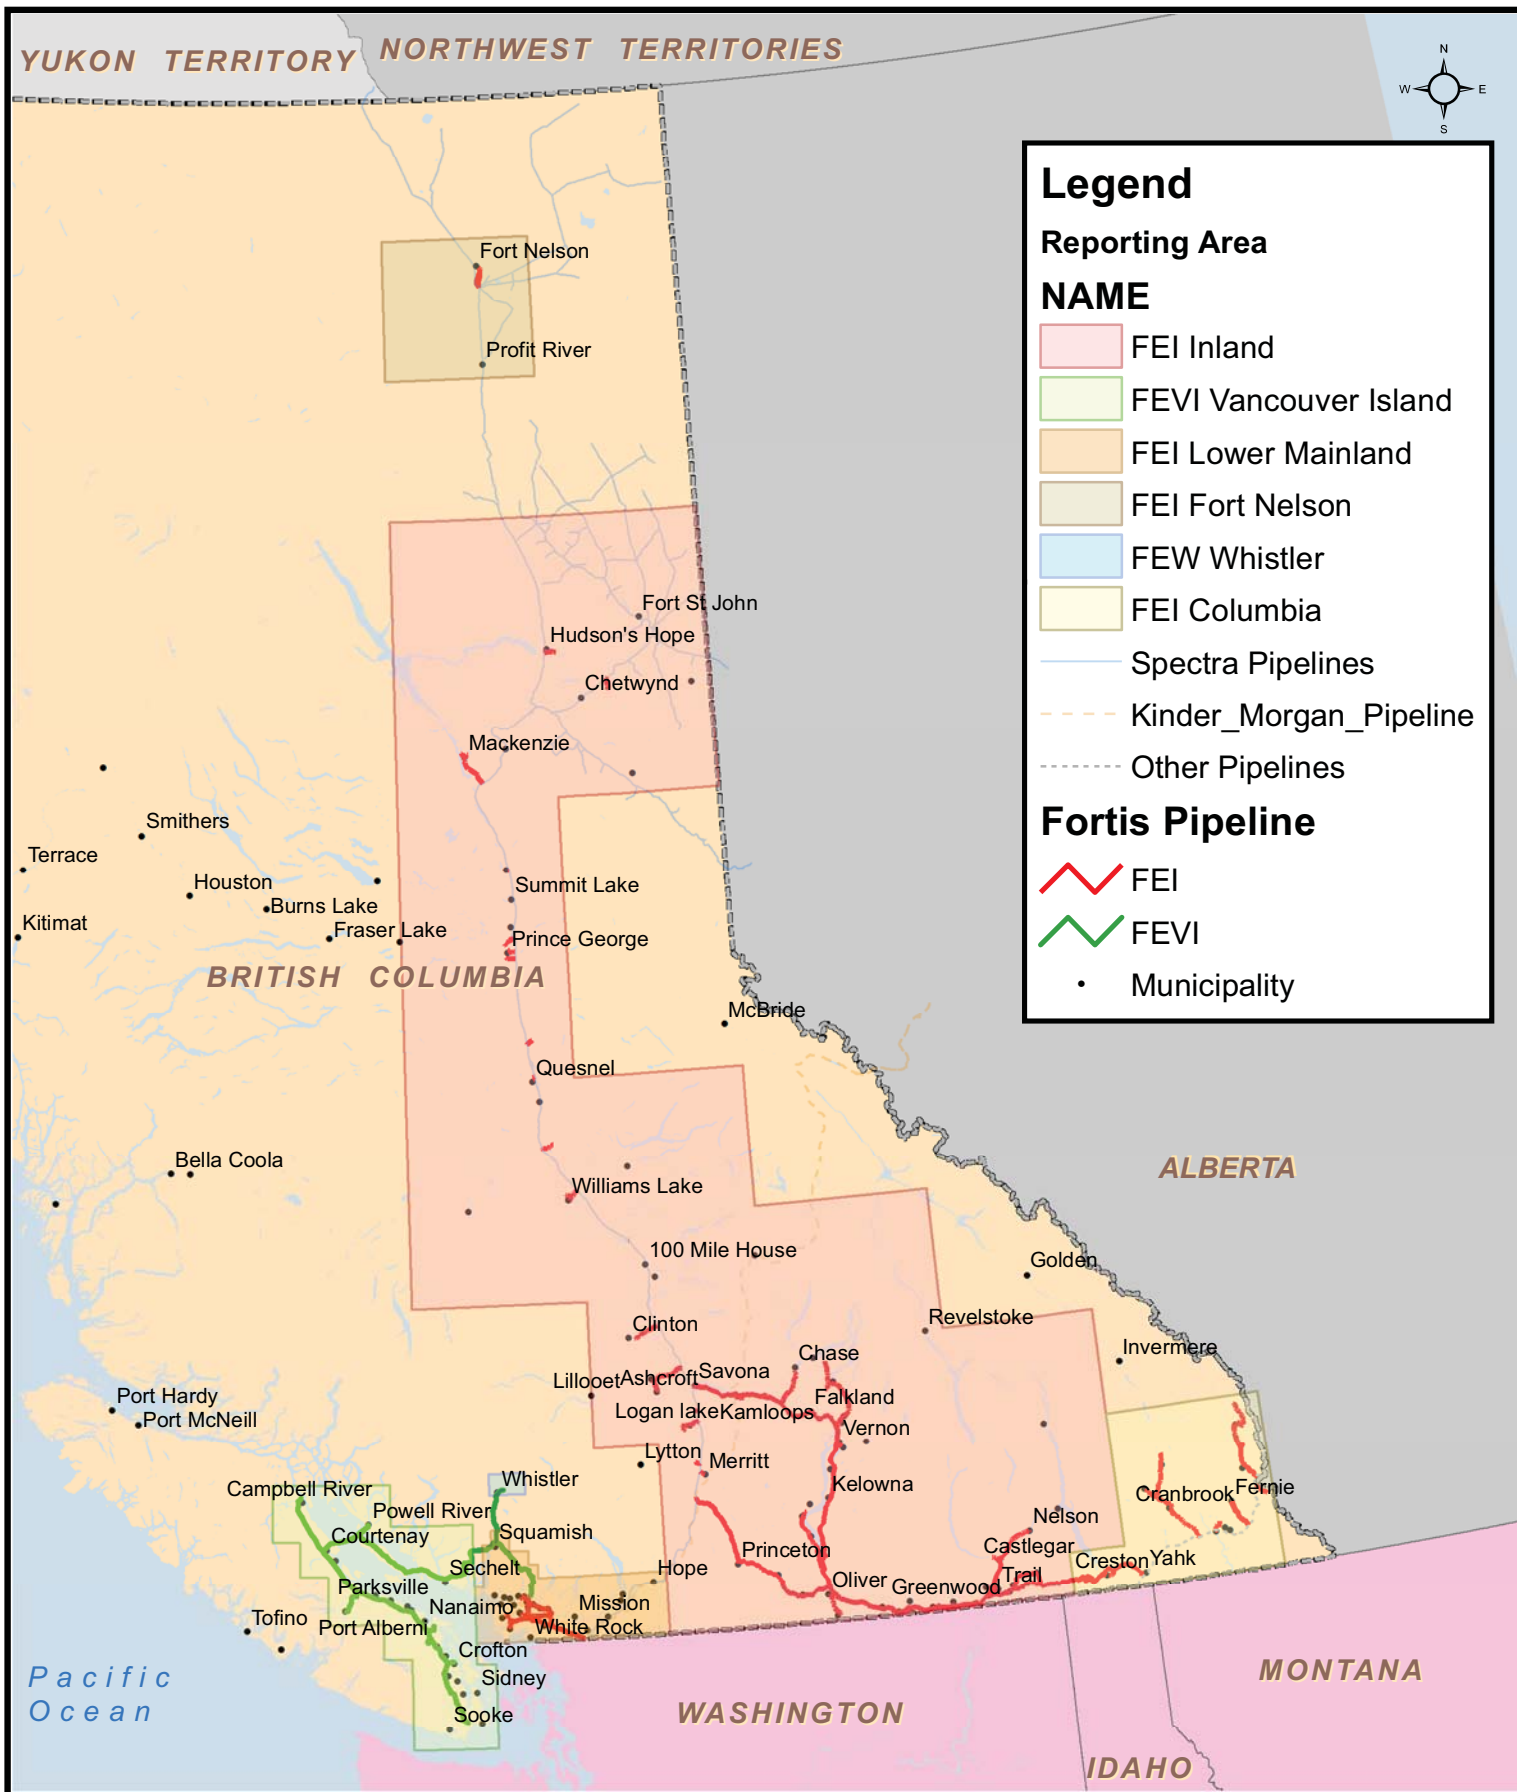 YUKON TERRITORY
NORTHWEST TERRITORIES
N
W E
S
Legend
Reporting Area
NAME
FEI Inland
FEVI Vancouver Island
FEI Lower Mainland
FEI Fort Nelson
FEW Whistler
FEI Columbia
Spectra Pipelines
Kinder_Morgan_Pipeline
Other Pipelines
Fortis Pipeline
FEI
FEVI
Municipality
Fort Nelson
Profit River
Fort St John
Hudson's Hope
Chetwynd
Mackenzie
Smithers
Terrace
Houston
Burns Lake
Kitimat
Fraser Lake
Summit Lake
Prince George
BRITISH COLUMBIA
McBride
Quesnel
Bella Coola
Williams Lake
ALBERTA
100 Mile House
Golden
Clinton
Revelstoke
Invermere
Chase
Lillooet
Ashcroft
Savona
Port Hardy
Port McNeill
Logan lake
Kamloops
Falkland
Vernon
Lytton
Merritt
Whistler
Kelowna
Campbell River
Powell River
Courtenay
Squamish
Cranbrook
Fernie
Nelson
Castlegar
Sechelt
Hope
Princeton
Creston
Yahk
Trail
Oliver
Greenwood
Parksville
Nanaimo
Mission
Tofino
Port Alberni
White Rock
Crofton
Sidney
Sooke
Pacific
Ocean
WASHINGTON
MONTANA
IDAHO